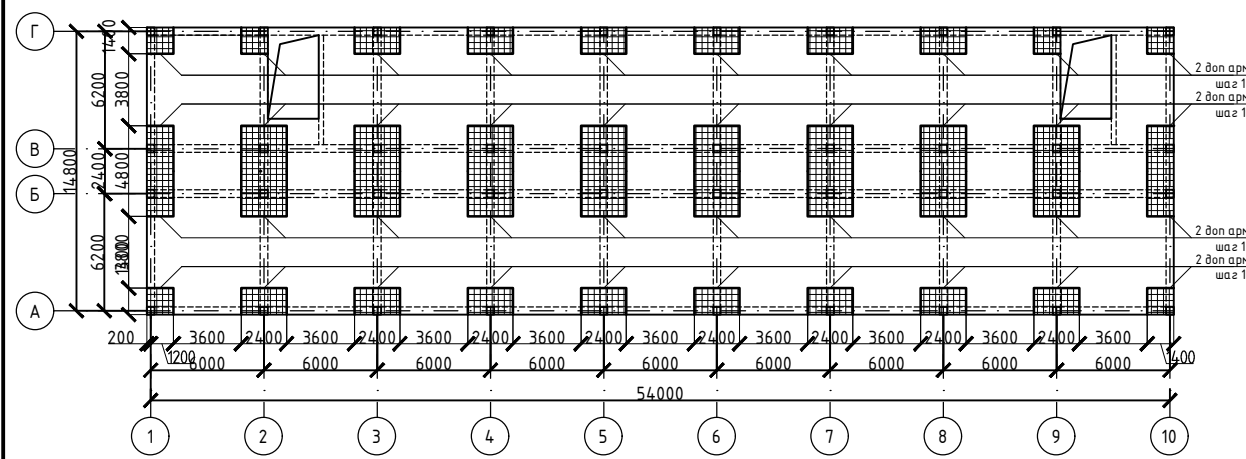 Г
В
Б
А
14800
6200
2400
6200
1400
3800
4800
2 доп арм
шаг 1
2 доп арм
шаг 1
2 доп арм
шаг 1
2 доп арм
шаг 1
200 3600 2400 3600 2400 3600 2400 3600 2400 3600 2400 3600 2400 3600 2400 3600 2400 3600
1200 1400
6000 6000 6000 6000 6000 6000 6000 6000 6000
54000
1 2 3 4 5 6 7 8 9 10